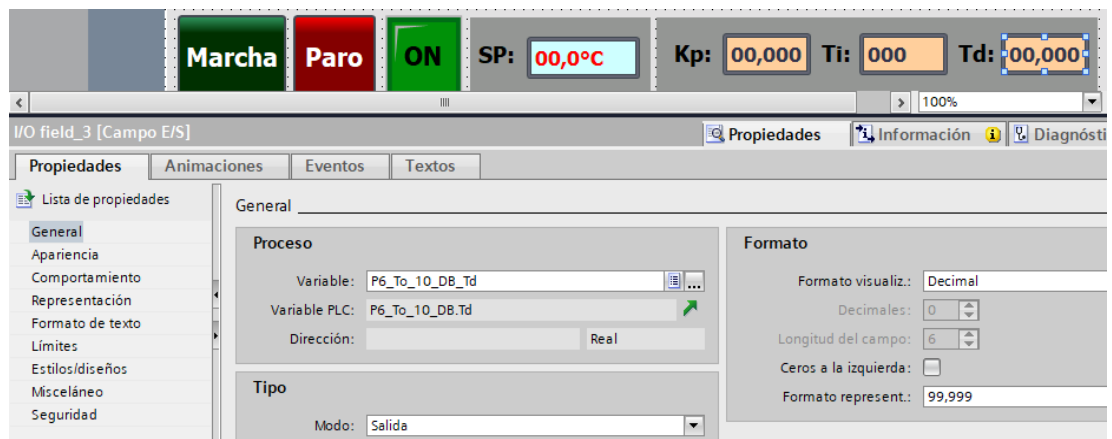 Marcha Paro ON SP: 00,0°C Kp: 00,000 Ti: 000 Td: 00,000
100%
I/O field_3 [Campo E/S] Propiedades Información Diagnósti
Propiedades Animaciones Eventos Textos
Lista de propiedades
General
Apariencia
Comportamiento
Representación
Formato de texto
Límites
Estilos/diseños
Misceláneo
Seguridad
General
Proceso
Variable: P6_To_10_DB_Td ...
Variable PLC: P6_To_10_DB.Td
Dirección: Real
Tipo
Modo: Salida
Formato
Formato visualiz.: Decimal
Decimales: 0
Longitud del campo: 6
Ceros a la izquierda:
Formato represent.: 99,999